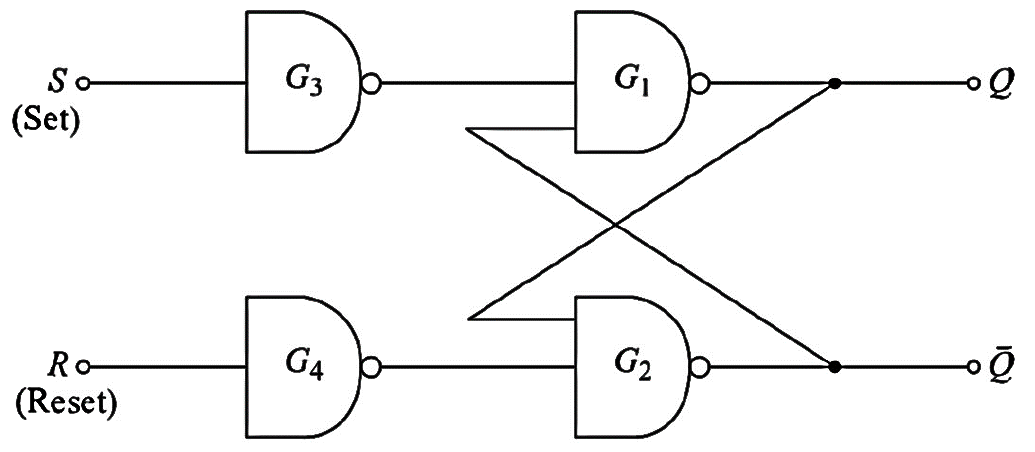 S G₃ G₁ Q
(Set)
R G₄ G₂ Q̄
(Reset)